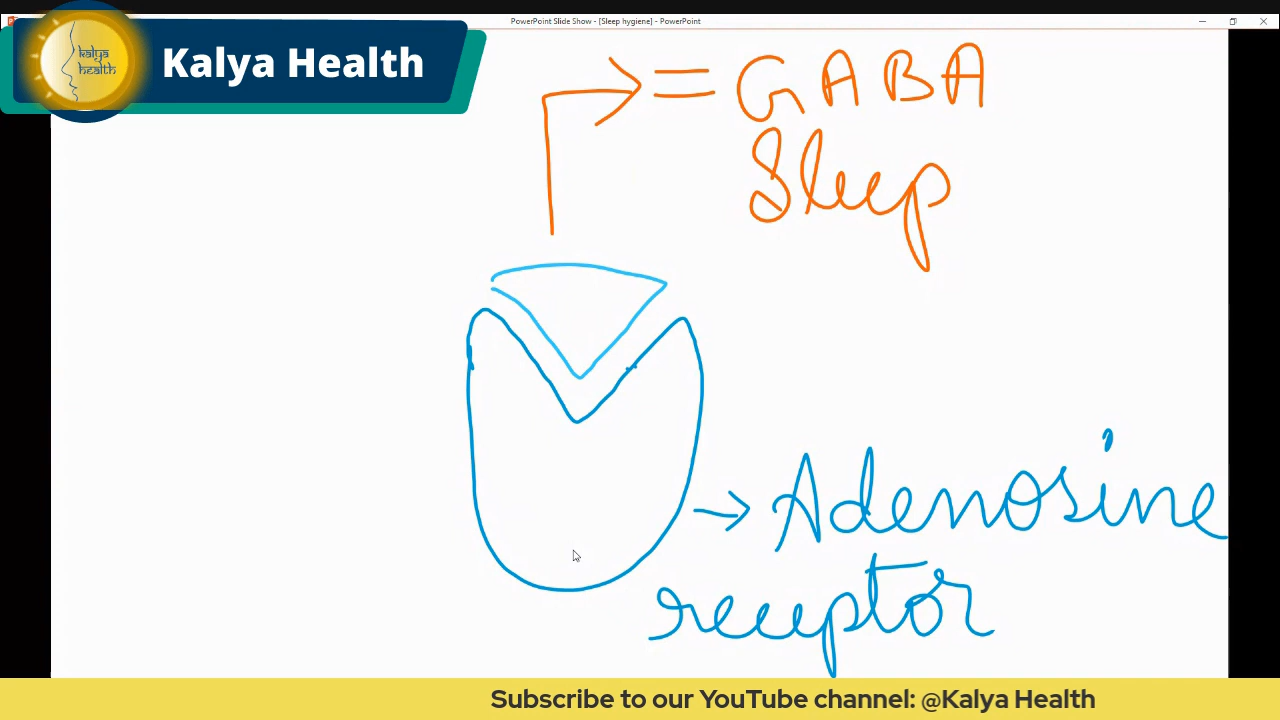 PowerPoint Slide Show - [Sleep hygiene] - PowerPoint
kalya
health
Kalya Health
= GABA
Sleep
→ Adenosine
receptor
Subscribe to our YouTube channel: @Kalya Health